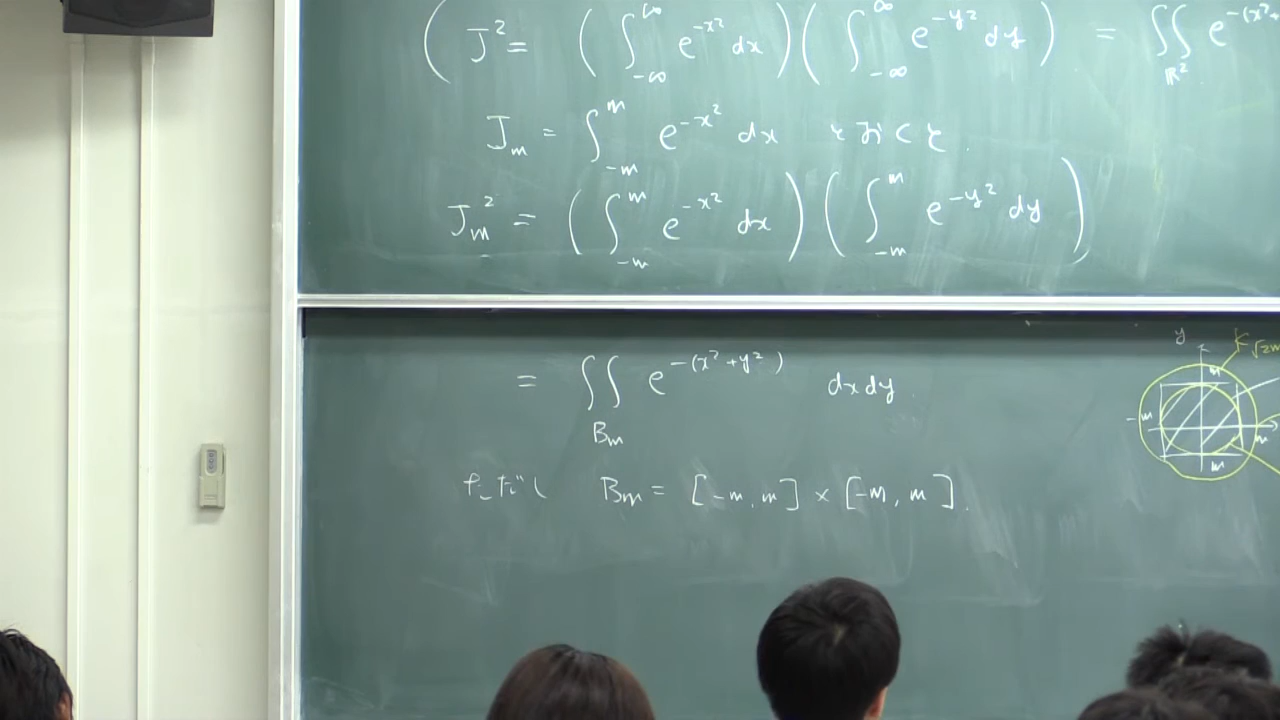 ( J² = ( ∫_{-∞}^{∞} e^{-x²} dx ) ( ∫_{-∞}^{∞} e^{-y²} dy ) = ∬_{ℝ²} e^{-(x²+
J_m = ∫_{-m}^{m} e^{-x²} dx とおくと.
J_m² = ( ∫_{-m}^{m} e^{-x²} dx ) ( ∫_{-m}^{m} e^{-y²} dy )
= ∬_{B_m} e^{-(x²+y²)} dxdy.
ただし B_m = [-m, m] × [-m, m].
y
K√2m
m
-m
m
m